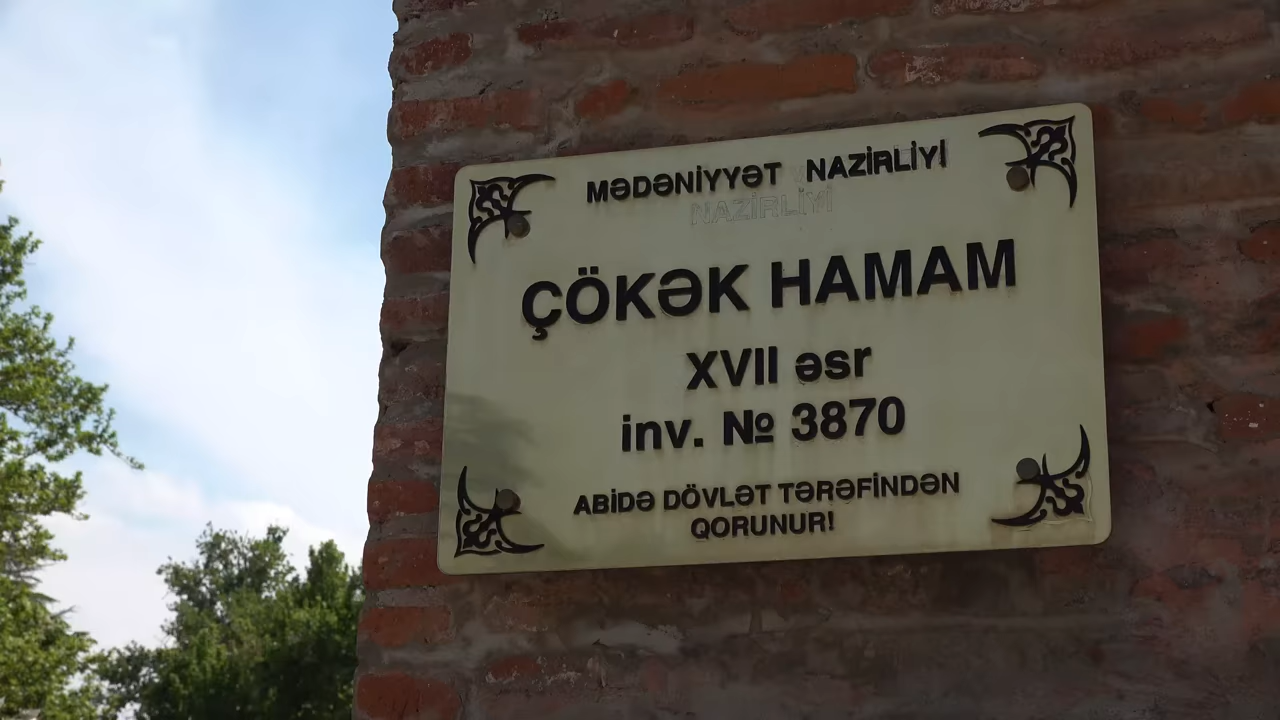 MƏDƏNİYYƏT NAZİRLİYİ
NAZİRLİYİ
ÇÖKƏK HAMAM
XVII əsr
inv. № 3870
ABİDƏ DÖVLƏT TƏRƏFİNDƏN
QORUNUR!